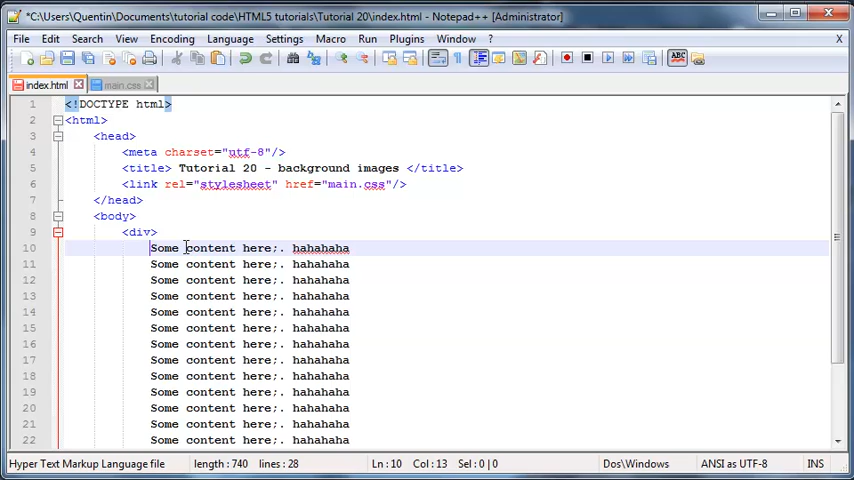 *C:\Users\Quentin\Documents\tutorial code\HTML5 tutorials\Tutorial 20\index.html - Notepad++ [Administrator]
File Edit Search View Encoding Language Settings Macro Run Plugins Window ? X
ABC
index.html main.css
1 <!DOCTYPE html>
2 <html>
3 <head>
4 <meta charset="utf-8"/>
5 <title> Tutorial 20 - background images </title>
6 <link rel="stylesheet" href="main.css"/>
7 </head>
8 <body>
9 <div>
10 Some content here;. hahahaha
11 Some content here;. hahahaha
12 Some content here;. hahahaha
13 Some content here;. hahahaha
14 Some content here;. hahahaha
15 Some content here;. hahahaha
16 Some content here;. hahahaha
17 Some content here;. hahahaha
18 Some content here;. hahahaha
19 Some content here;. hahahaha
20 Some content here;. hahahaha
21 Some content here;. hahahaha
22 Some content here;. hahahaha
Hyper Text Markup Language file length : 740 lines : 28 Ln : 10 Col : 13 Sel : 0 | 0 Dos\Windows ANSI as UTF-8 INS